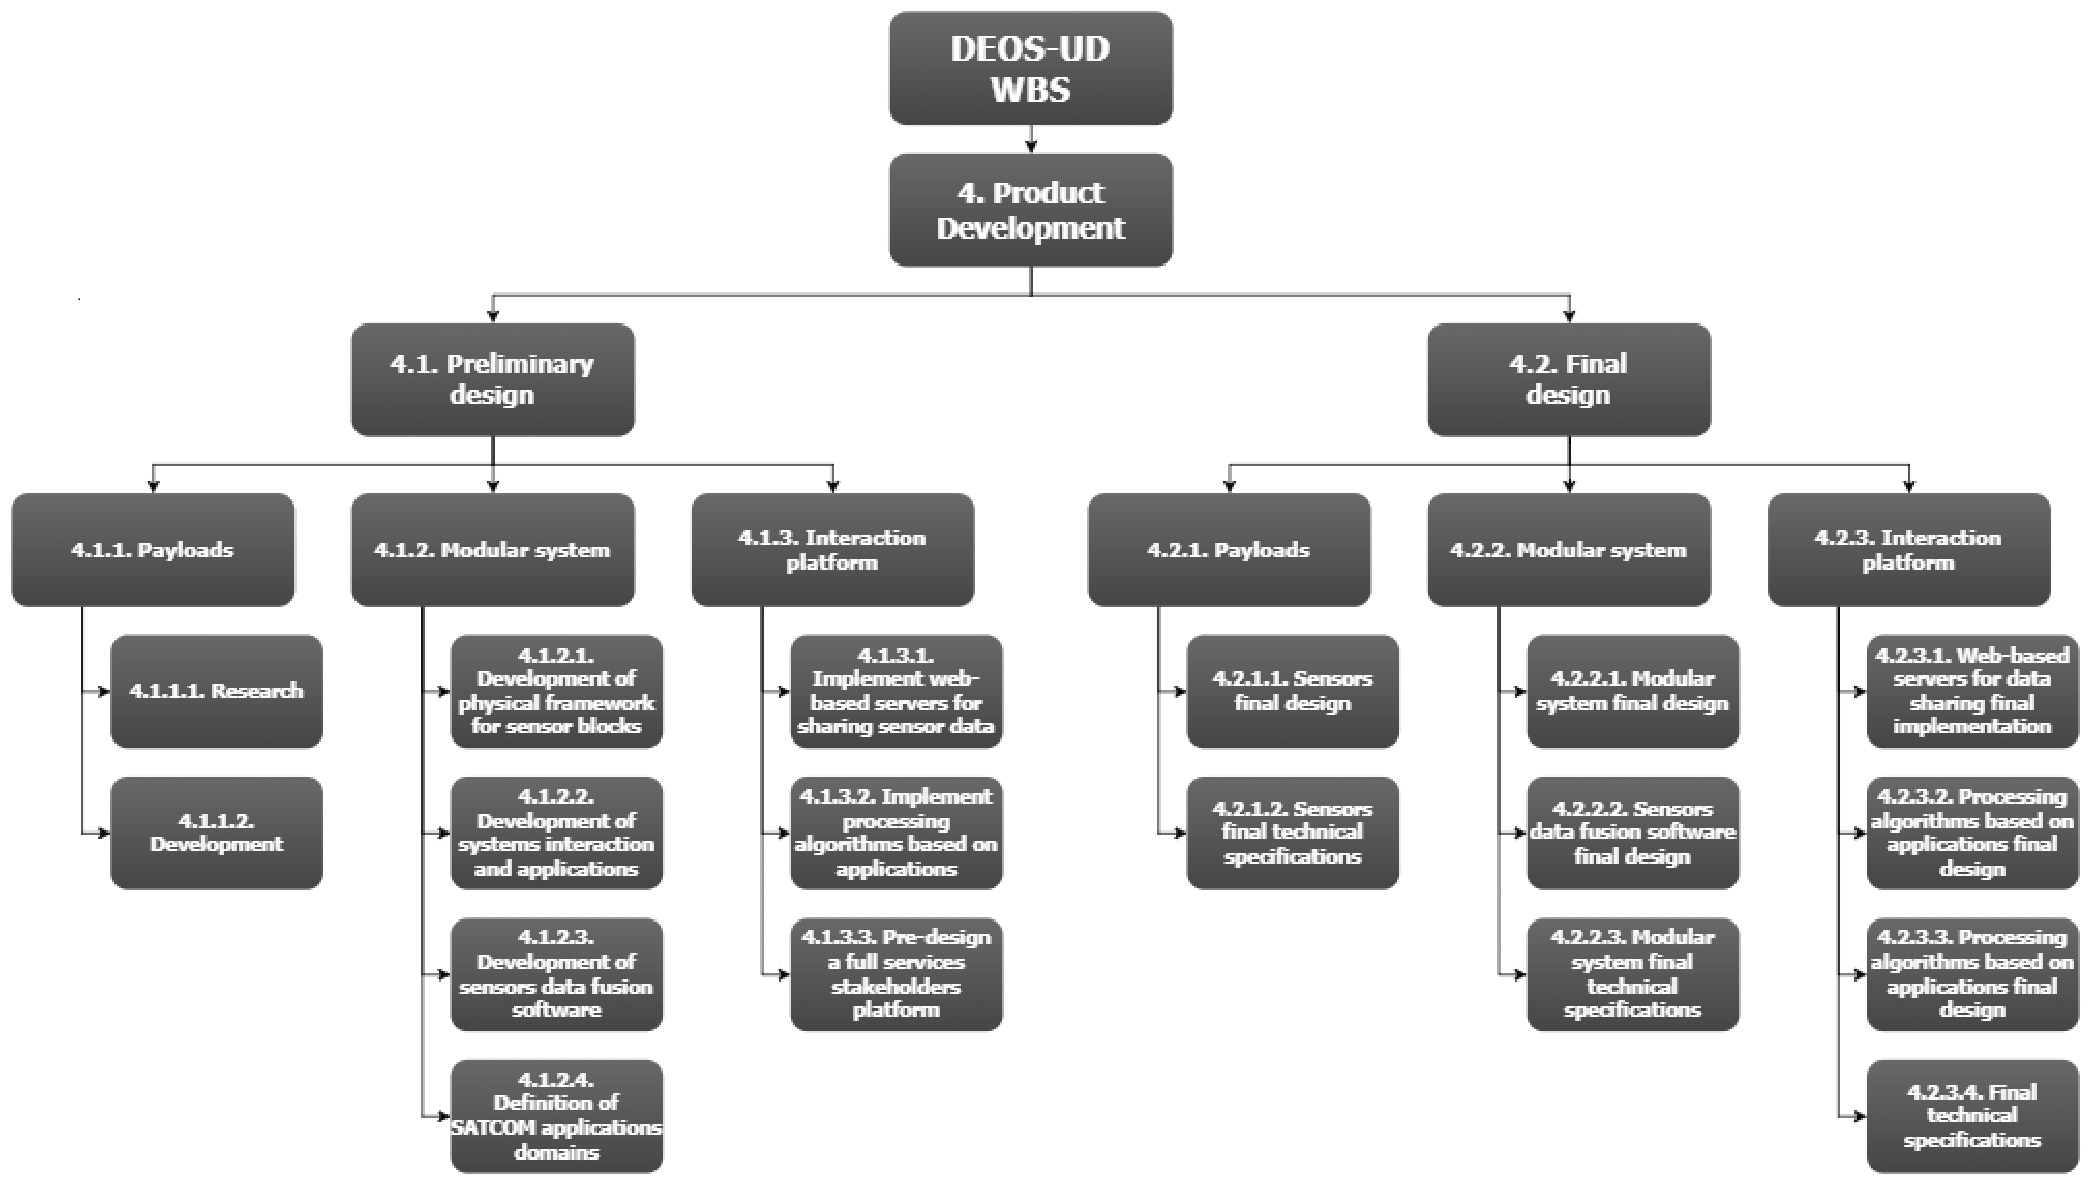 DEOS-UD
WBS
4. Product
Development
4.1. Preliminary
design
4.2. Final
design
4.1.1. Payloads
4.1.2. Modular system
4.1.3. Interaction
platform
4.2.1. Payloads
4.2.2. Modular system
4.2.3. Interaction
platform
4.1.1.1. Research
4.1.1.2.
Development
4.1.2.1.
Development of
physical framework
for sensor blocks
4.1.2.2.
Development of
systems interaction
and applications
4.1.2.3.
Development of
sensors data fusion
software
4.1.2.4.
Definition of
SATCOM applications
domains
4.1.3.1.
Implement web-
based servers for
sharing sensor data
4.1.3.2. Implement
processing
algorithms based on
applications
4.1.3.3. Pre-design
a full services
stakeholders
platform
4.2.1.1. Sensors
final design
4.2.1.2. Sensors
final technical
specifications
4.2.2.1. Modular
system final design
4.2.2.2. Sensors
data fusion software
final design
4.2.2.3. Modular
system final
technical
specifications
4.2.3.1. Web-based
servers for data
sharing final
implementation
4.2.3.2. Processing
algorithms based on
applications final
design
4.2.3.3. Processing
algorithms based on
applications final
design
4.2.3.4. Final
technical
specifications